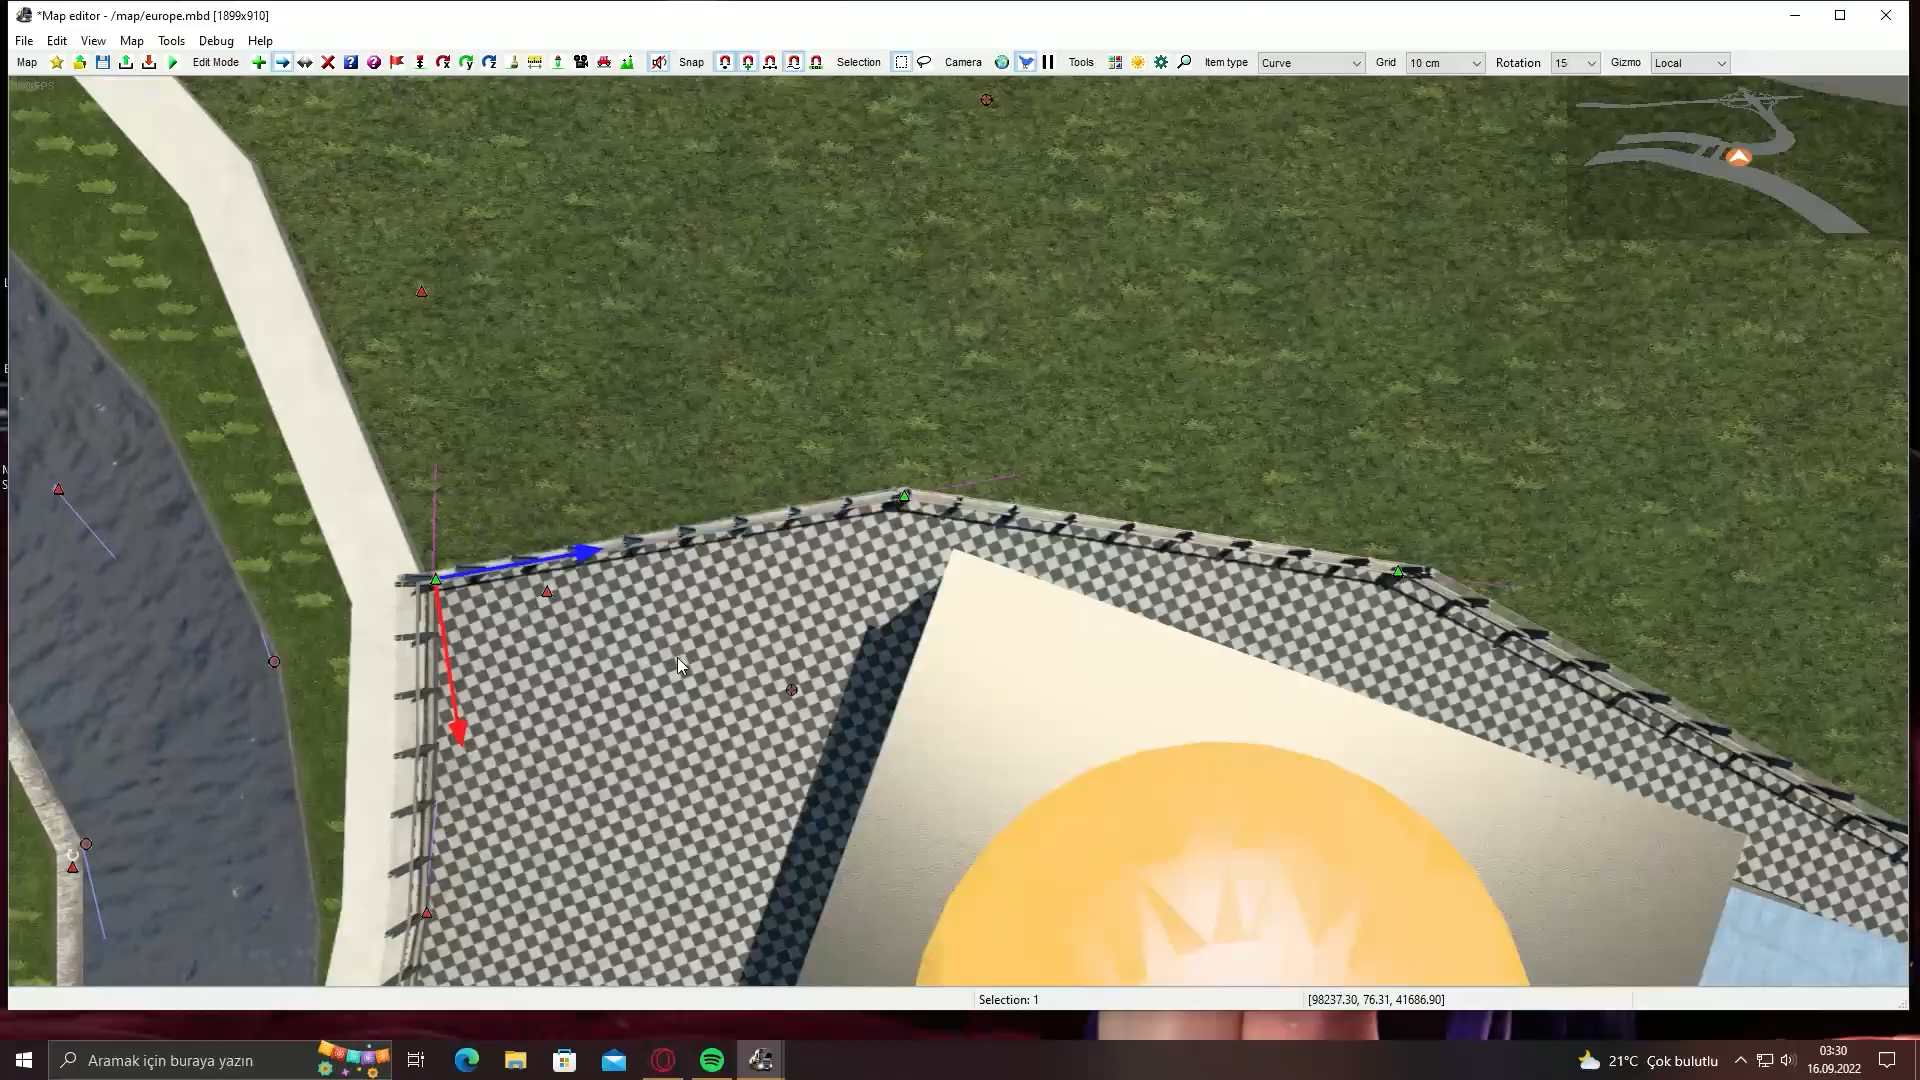 *Map editor - /map/europe.mbd [1899x910]
File Edit View Map Tools Debug Help
Map Edit Mode Snap Selection Camera Tools Item type Curve Grid 10 cm Rotation 15 Gizmo Local
Selection: 1 [98237.30, 76.31, 41686.90]
Aramak için buraya yazın
21°C Çok bulutlu
03:30
16.09.2022